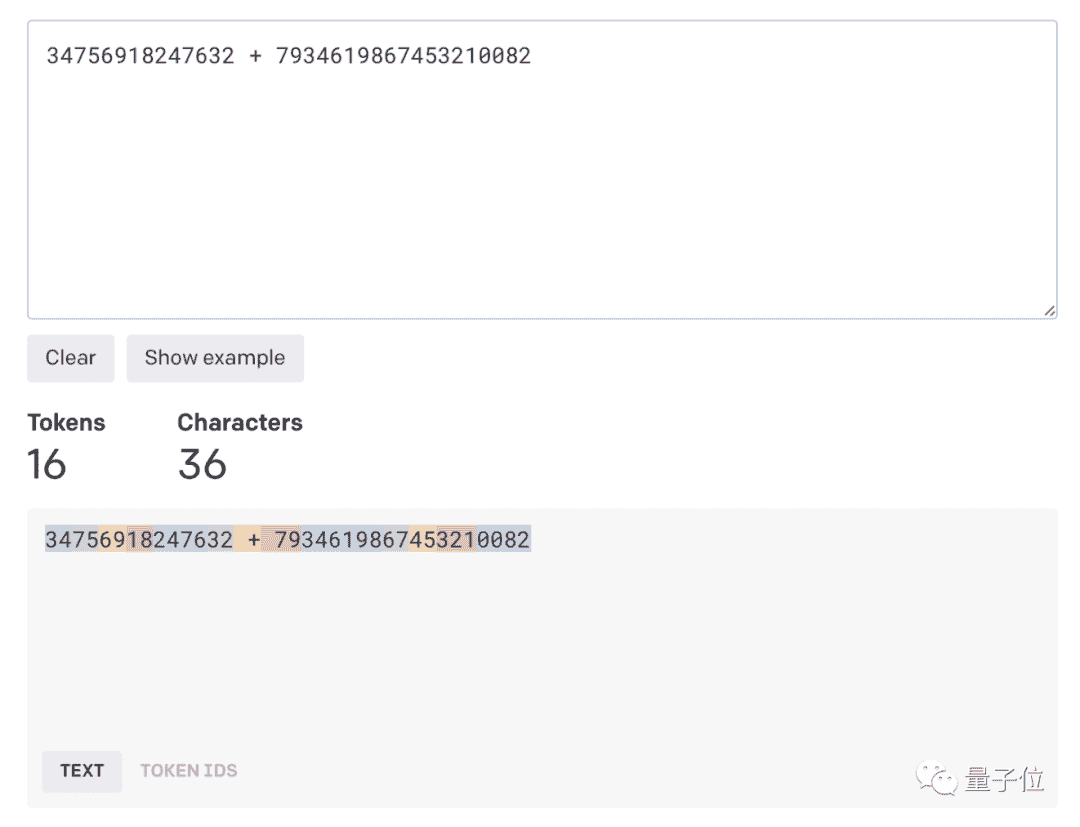 34756918247632 + 7934619867453210082
Clear
Show example
Tokens
Characters
16
36
34756918247632 + 7934619867453210082
TEXT
TOKEN IDS
量子位